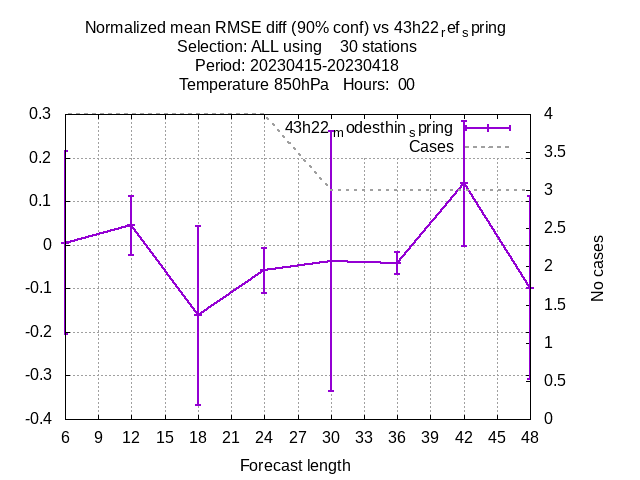 Normalized mean RMSE diff (90% conf) vs 43h22ref_spring
Selection: ALL using 30 stations
Period: 20230415-20230418
Temperature 850hPa Hours: 00
43h22modesthinspring
Cases
0.3
0.2
0.1
0
-0.1
-0.2
-0.3
-0.4
4
3.5
3
2.5
2
1.5
1
0.5
0
No cases
6 9 12 15 18 21 24 27 30 33 36 39 42 45 48
Forecast length